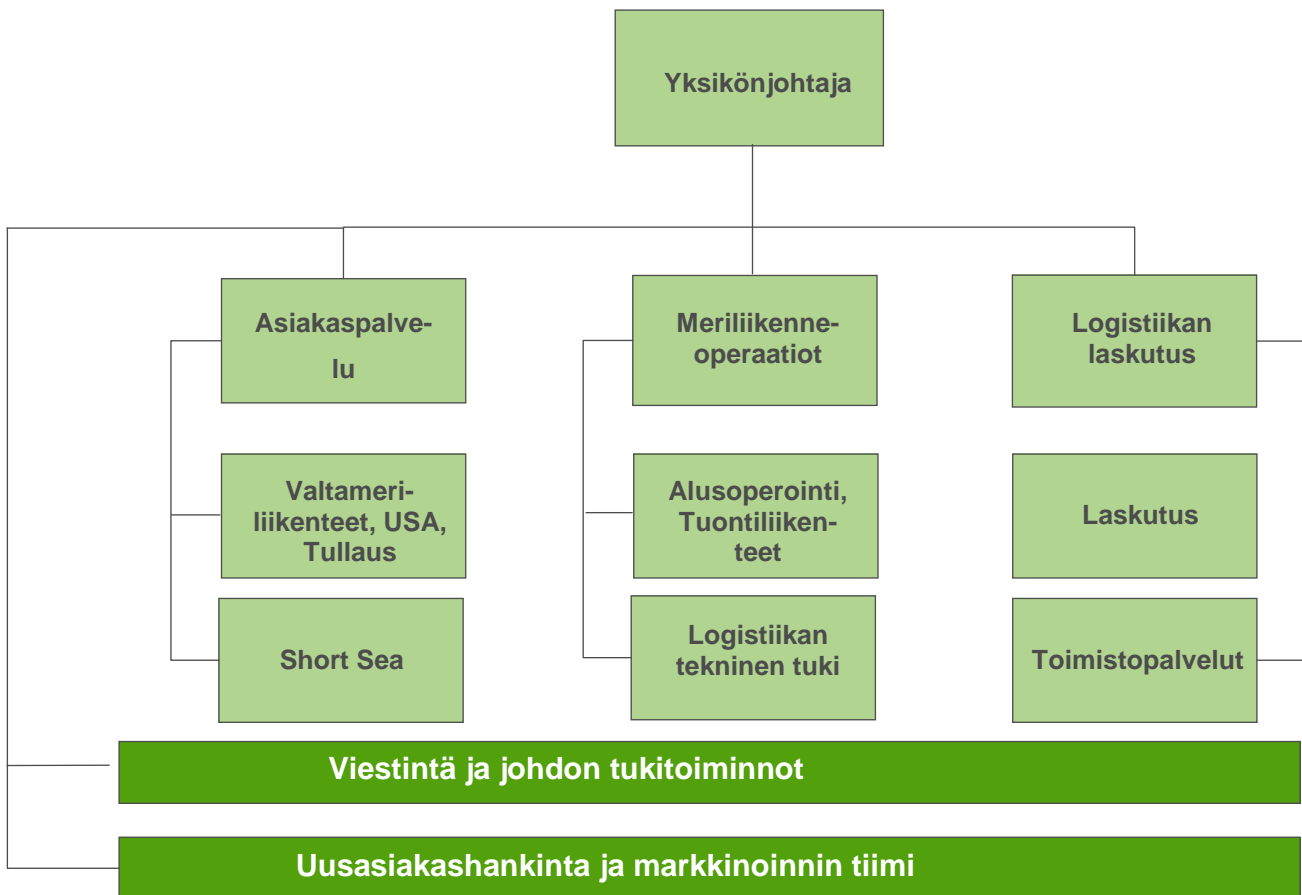 Yksikönjohtaja
Asiakaspalve-
lu
Meriliikenne-
operaatiot
Logistiikan
laskutus
Valtameri-
liikenteet, USA,
Tullaus
Alusoperointi,
Tuontiliiken-
teet
Laskutus
Short Sea
Logistiikan
tekninen tuki
Toimistopalvelut
Viestintä ja johdon tukitoiminnot
Uusasiakashankinta ja markkinoinnin tiimi